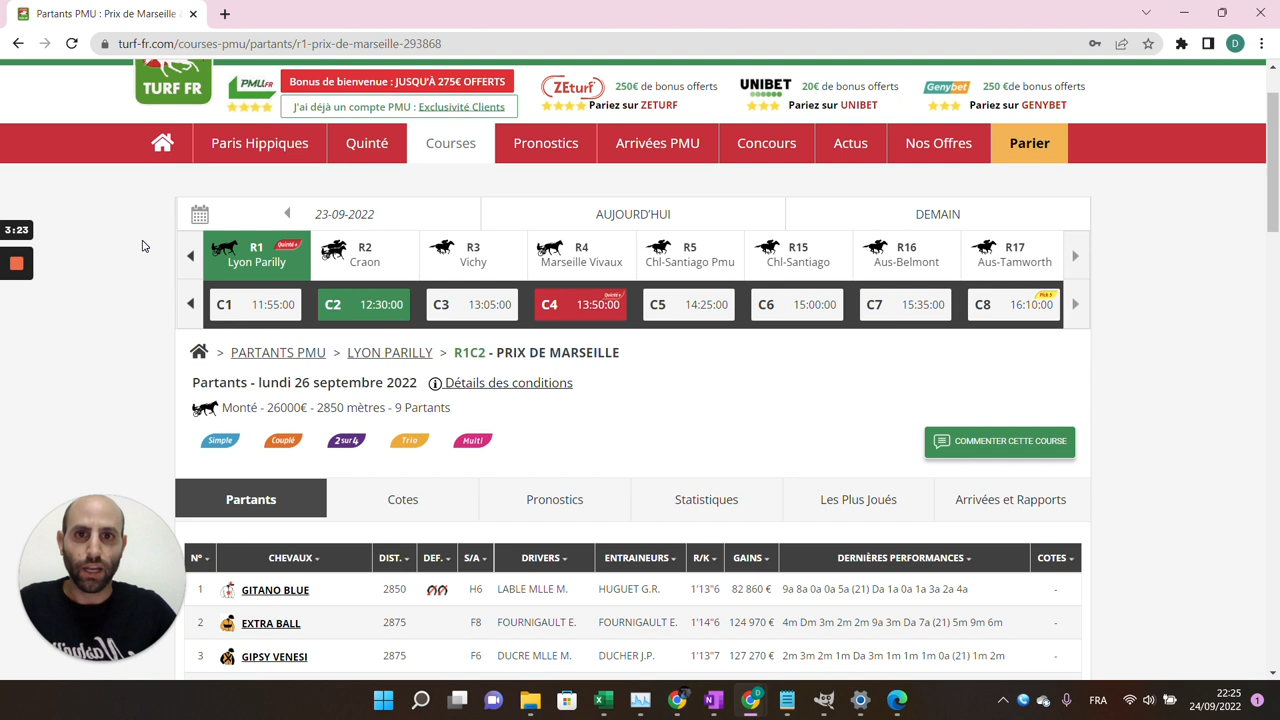 Partants PMU : Prix de Marseille
turf-fr.com/courses-pmu/partants/r1-prix-de-marseille-293868
D
TURF FR
PMU.FR
Bonus de bienvenue : JUSQU'À 275€ OFFERTS
J'ai déjà un compte PMU : Exclusivité Clients
ZEturf 250€ de bonus offerts
Pariez sur ZETURF
UNIBET 20€ de bonus offerts
Pariez sur UNIBET
Genybet 250 €de bonus offerts
Pariez sur GENYBET
Paris Hippiques Quinté Courses Pronostics Arrivées PMU Concours Actus Nos Offres Parier
3:23
23-09-2022 AUJOURD'HUI DEMAIN
R1 Quinté+ R2 R3 R4 R5 R15 R16 R17
Lyon Parilly Craon Vichy Marseille Vivaux Chl-Santiago Pmu Chl-Santiago Aus-Belmont Aus-Tamworth
C1 11:55:00 C2 12:30:00 C3 13:05:00 C4 13:50:00 Quinté+ C5 14:25:00 C6 15:00:00 C7 15:35:00 C8 16:10:00 Pick 5
> PARTANTS PMU > LYON PARILLY > R1C2 - PRIX DE MARSEILLE
Partants - lundi 26 septembre 2022 Détails des conditions
Monté - 26000€ - 2850 mètres - 9 Partants
Simple Couplé 2sur4 Trio Multi
COMMENTER CETTE COURSE
Partants Cotes Pronostics Statistiques Les Plus Joués Arrivées et Rapports
N° CHEVAUX DIST. DEF. S/A DRIVERS ENTRAINEURS R/K GAINS DERNIÈRES PERFORMANCES COTES
1 GITANO BLUE 2850 H6 LABLE MLLE M. HUGUET G.R. 1'13"6 82 860 € 9a 8a 0a 0a 5a (21) Da 1a 0a 1a 3a 2a 4a -
2 EXTRA BALL 2875 F8 FOURNIGAULT E. FOURNIGAULT E. 1'14"6 124 970 € 4m Dm 3m 2m 2m 9a 3m Da 7a (21) 5m 9m 6m -
3 GIPSY VENESI 2875 F6 DUCRE MLLE M. DUCHER J.P. 1'13"7 127 270 € 2m 3m 2m 1m Da 3m 1m 1m 1m 0a (21) 1m 2m -
FRA
22:25
24/09/2022
1